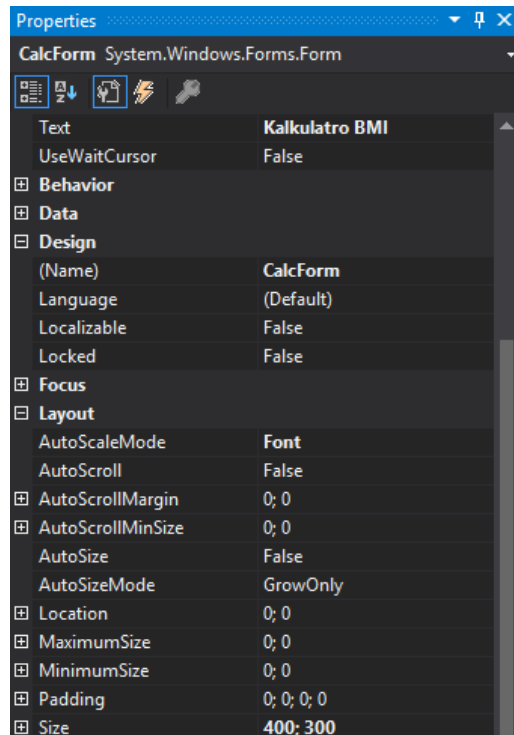 Properties
CalcForm System.Windows.Forms.Form
Text Kalkulatro BMI
UseWaitCursor False
Behavior
Data
Design
(Name) CalcForm
Language (Default)
Localizable False
Locked False
Focus
Layout
AutoScaleMode Font
AutoScroll False
AutoScrollMargin 0; 0
AutoScrollMinSize 0; 0
AutoSize False
AutoSizeMode GrowOnly
Location 0; 0
MaximumSize 0; 0
MinimumSize 0; 0
Padding 0; 0; 0; 0
Size 400; 300